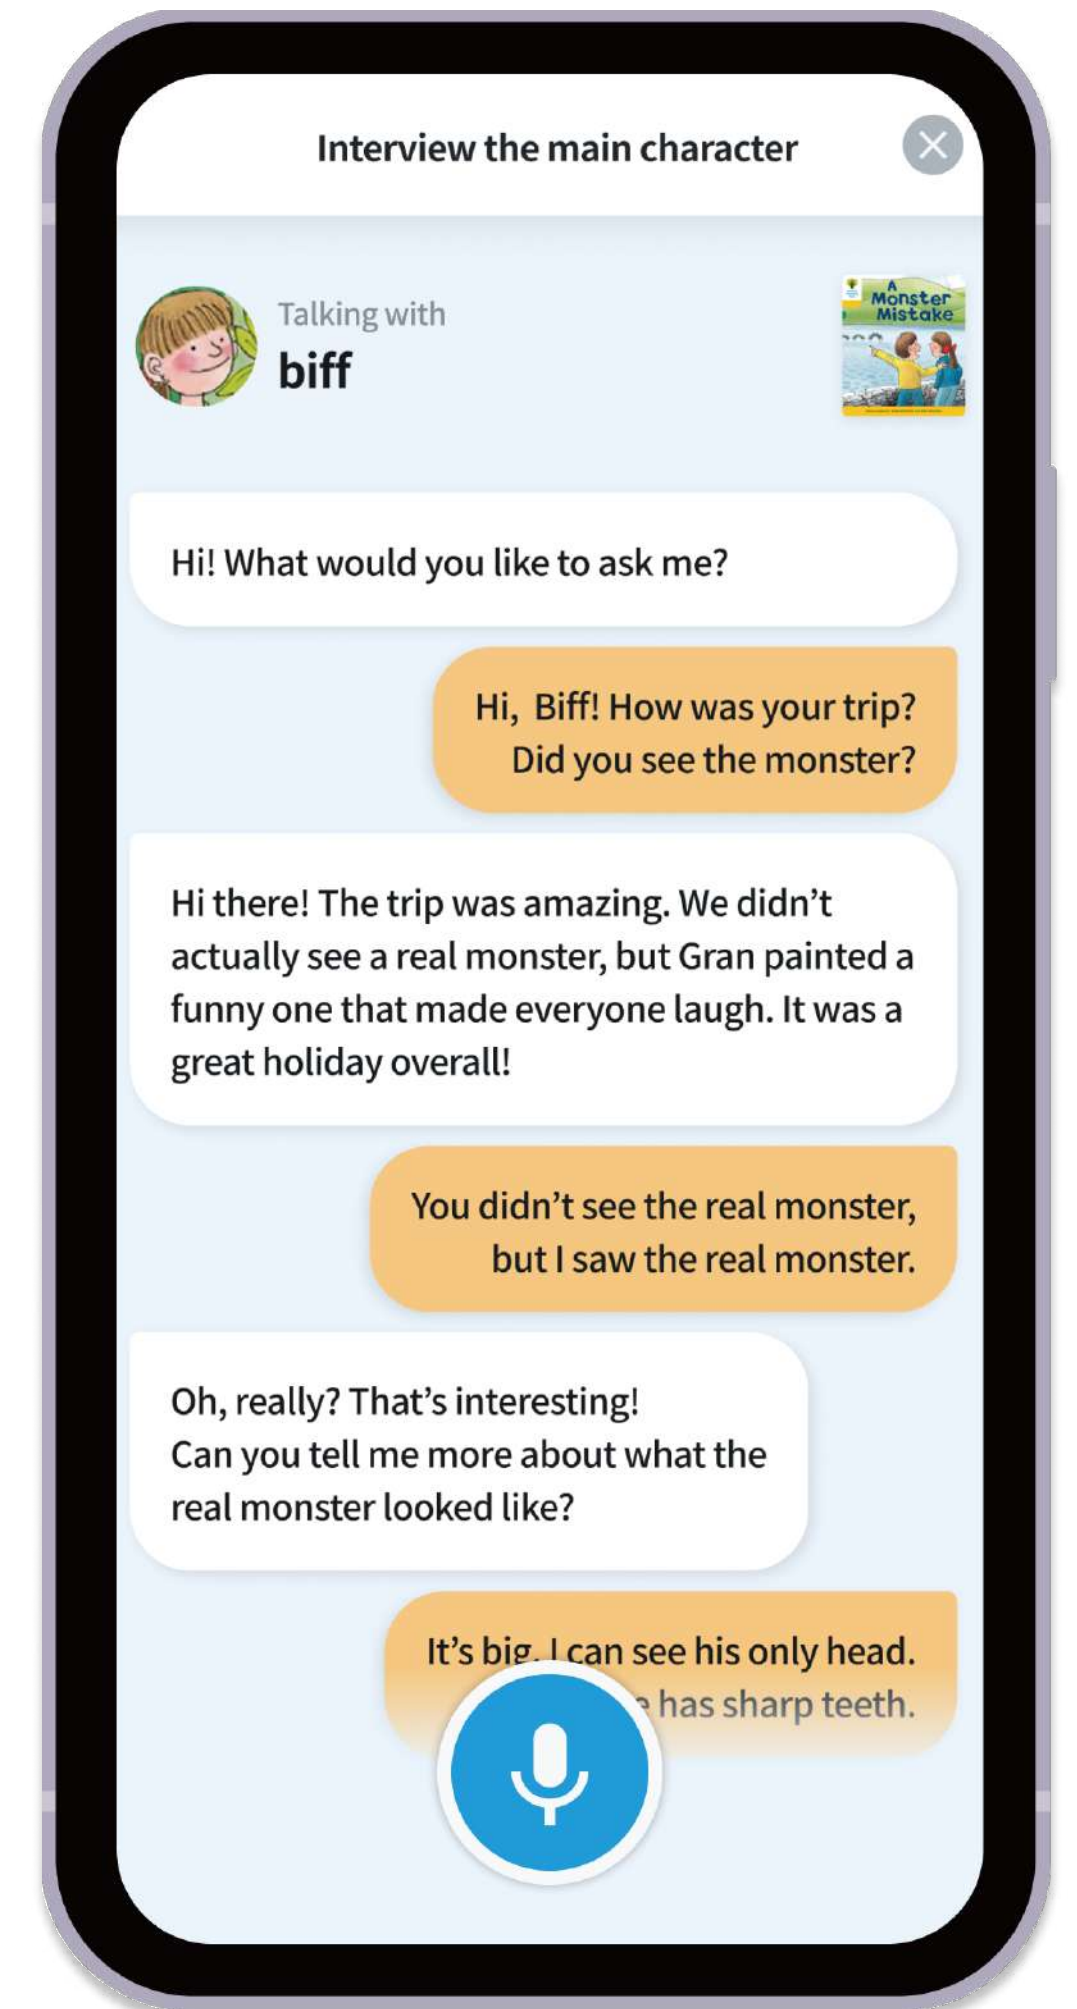 Interview the main character
Talking with
biff
A
Monster
Mistake
Hi! What would you like to ask me?
Hi, Biff! How was your trip?
Did you see the monster?
Hi there! The trip was amazing. We didn't
actually see a real monster, but Gran painted a
funny one that made everyone laugh. It was a
great holiday overall!
You didn't see the real monster,
but I saw the real monster.
Oh, really? That's interesting!
Can you tell me more about what the
real monster looked like?
It's big. I can see his only head.
has sharp teeth.